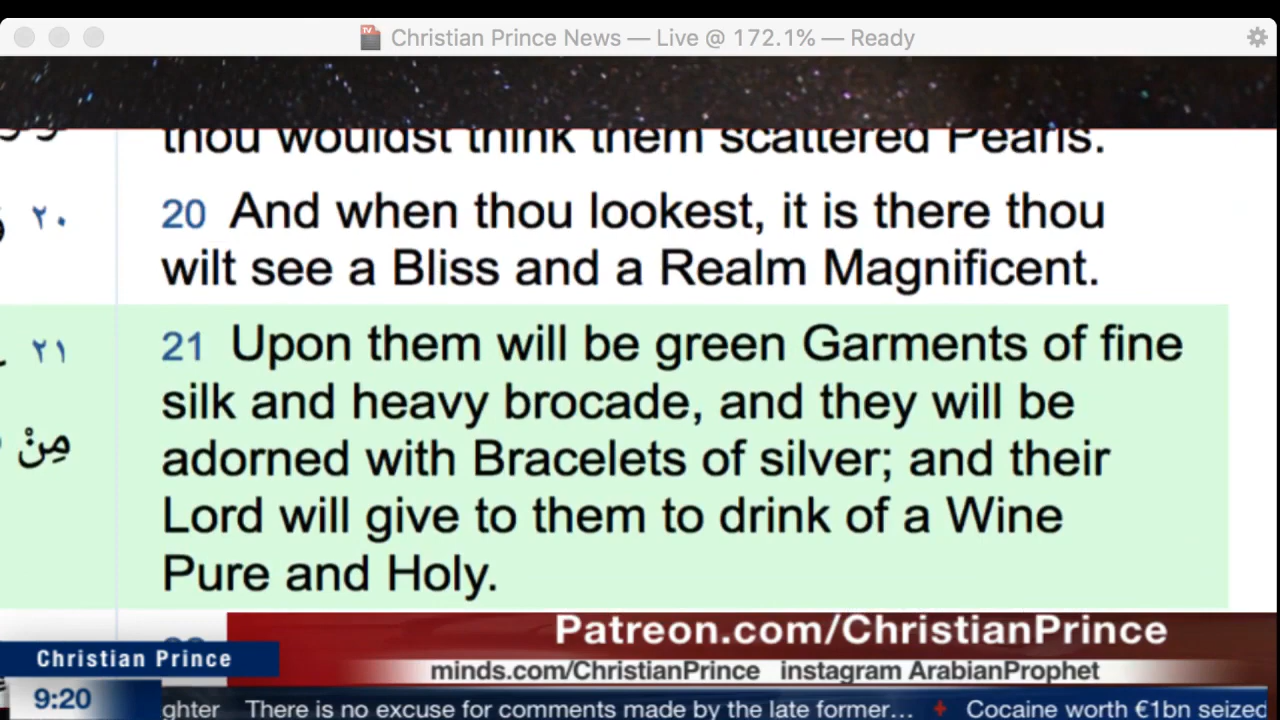 Christian Prince News — Live @ 172.1% — Ready
thou wouldst think them scattered Pearls.
٢٠
20 And when thou lookest, it is there thou
wilt see a Bliss and a Realm Magnificent.
٢١
21 Upon them will be green Garments of fine
silk and heavy brocade, and they will be
مِنْ
adorned with Bracelets of silver; and their
Lord will give to them to drink of a Wine
Pure and Holy.
Patreon.com/ChristianPrince
Christian Prince
minds.com/ChristianPrince instagram ArabianProphet
9:20
ghter There is no excuse for comments made by the late former... Cocaine worth €1bn seized